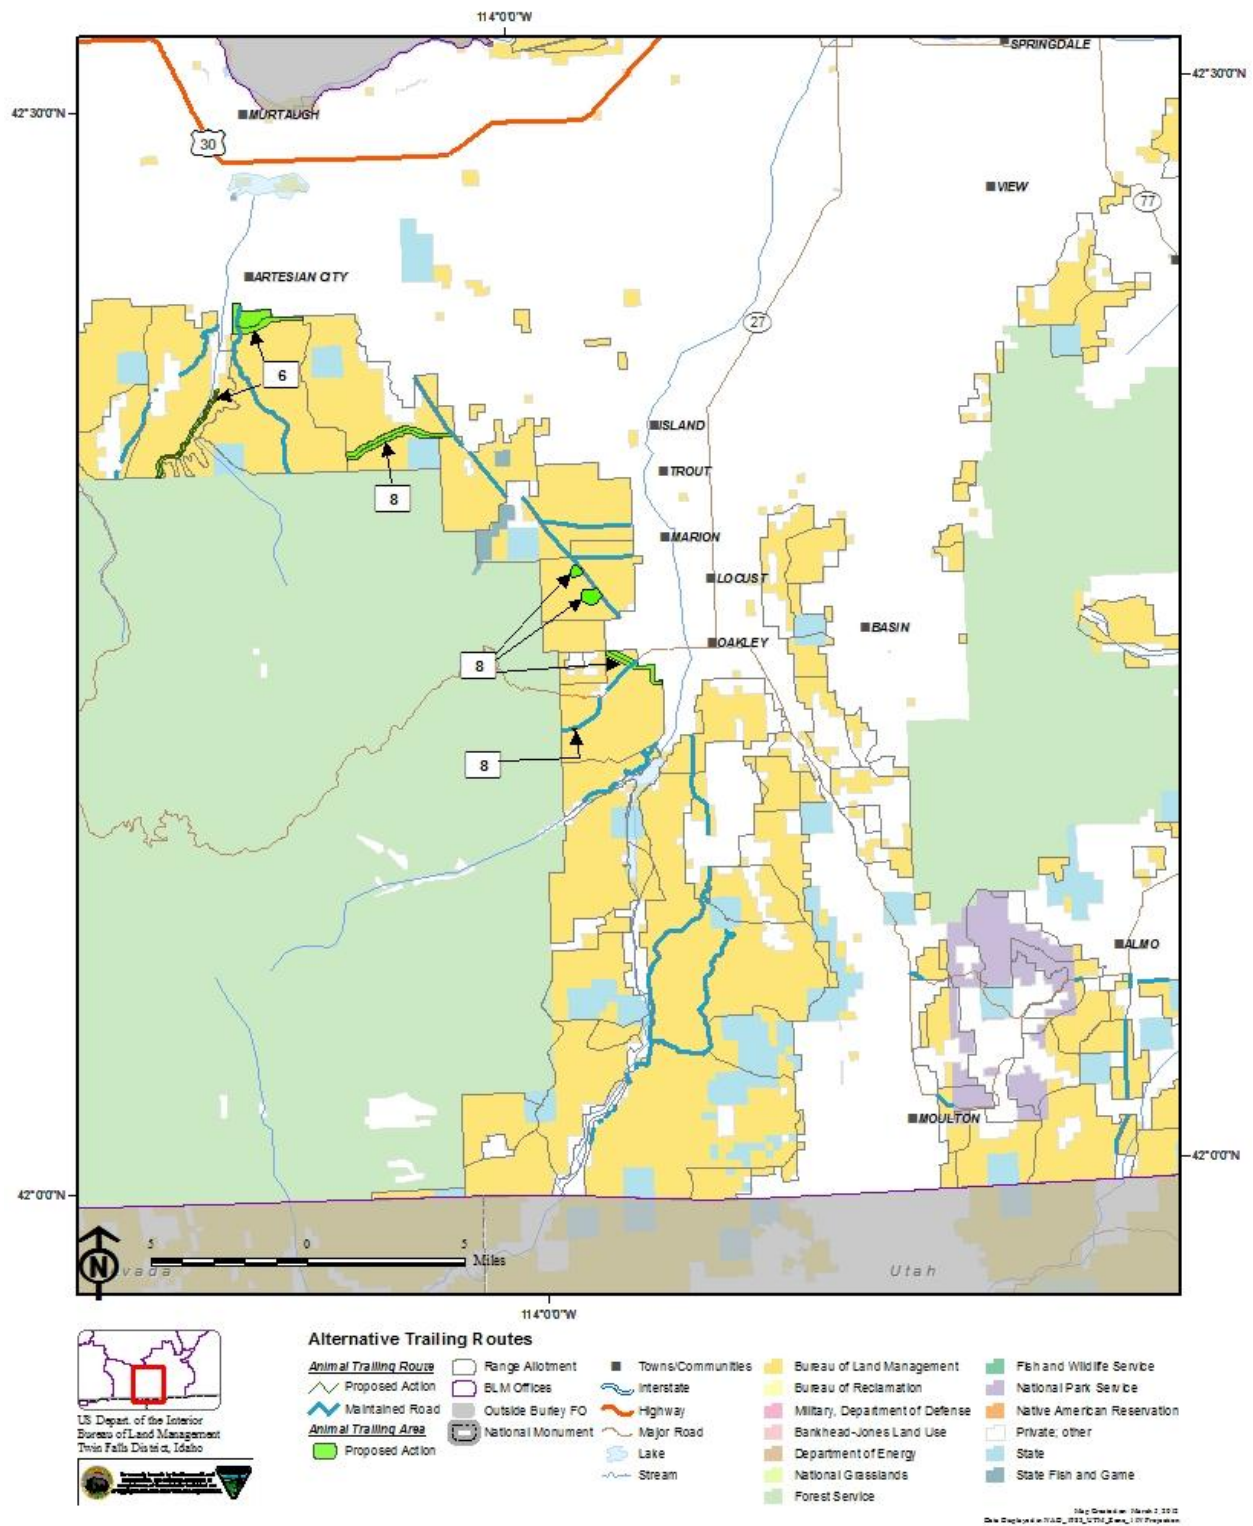 114°0'0"W
SPRINGDALE
42°30'0"N
42°30'0"N
MURTAUGH
30
VIEW
77
ARTESIAN CITY
27
6
ISLAND
TROUT
8
MARION
LOCUST
BASIN
OAKLEY
8
8
ALMO
MOULTON
42°0'0"N
42°0'0"N
5 0 5
Miles
N
vada
Utah
114°0'0"W
Alternative Trailing Routes
Animal Trailing Route
Proposed Action
Maintained Road
Animal Trailing Area
Proposed Action
Range Allotment
BLM Offices
Outside Burley FO
National Monument
Towns/Communities
Interstate
Highway
Major Road
Lake
Stream
Bureau of Land Management
Bureau of Reclamation
Military, Department of Defense
Bankhead-Jones Land Use
Department of Energy
National Grasslands
Forest Service
Fish and Wildlife Service
National Park Service
Native American Reservation
Private; other
State
State Fish and Game
US Depart. of the Interior
Bureau of Land Management
Twin Falls District, Idaho